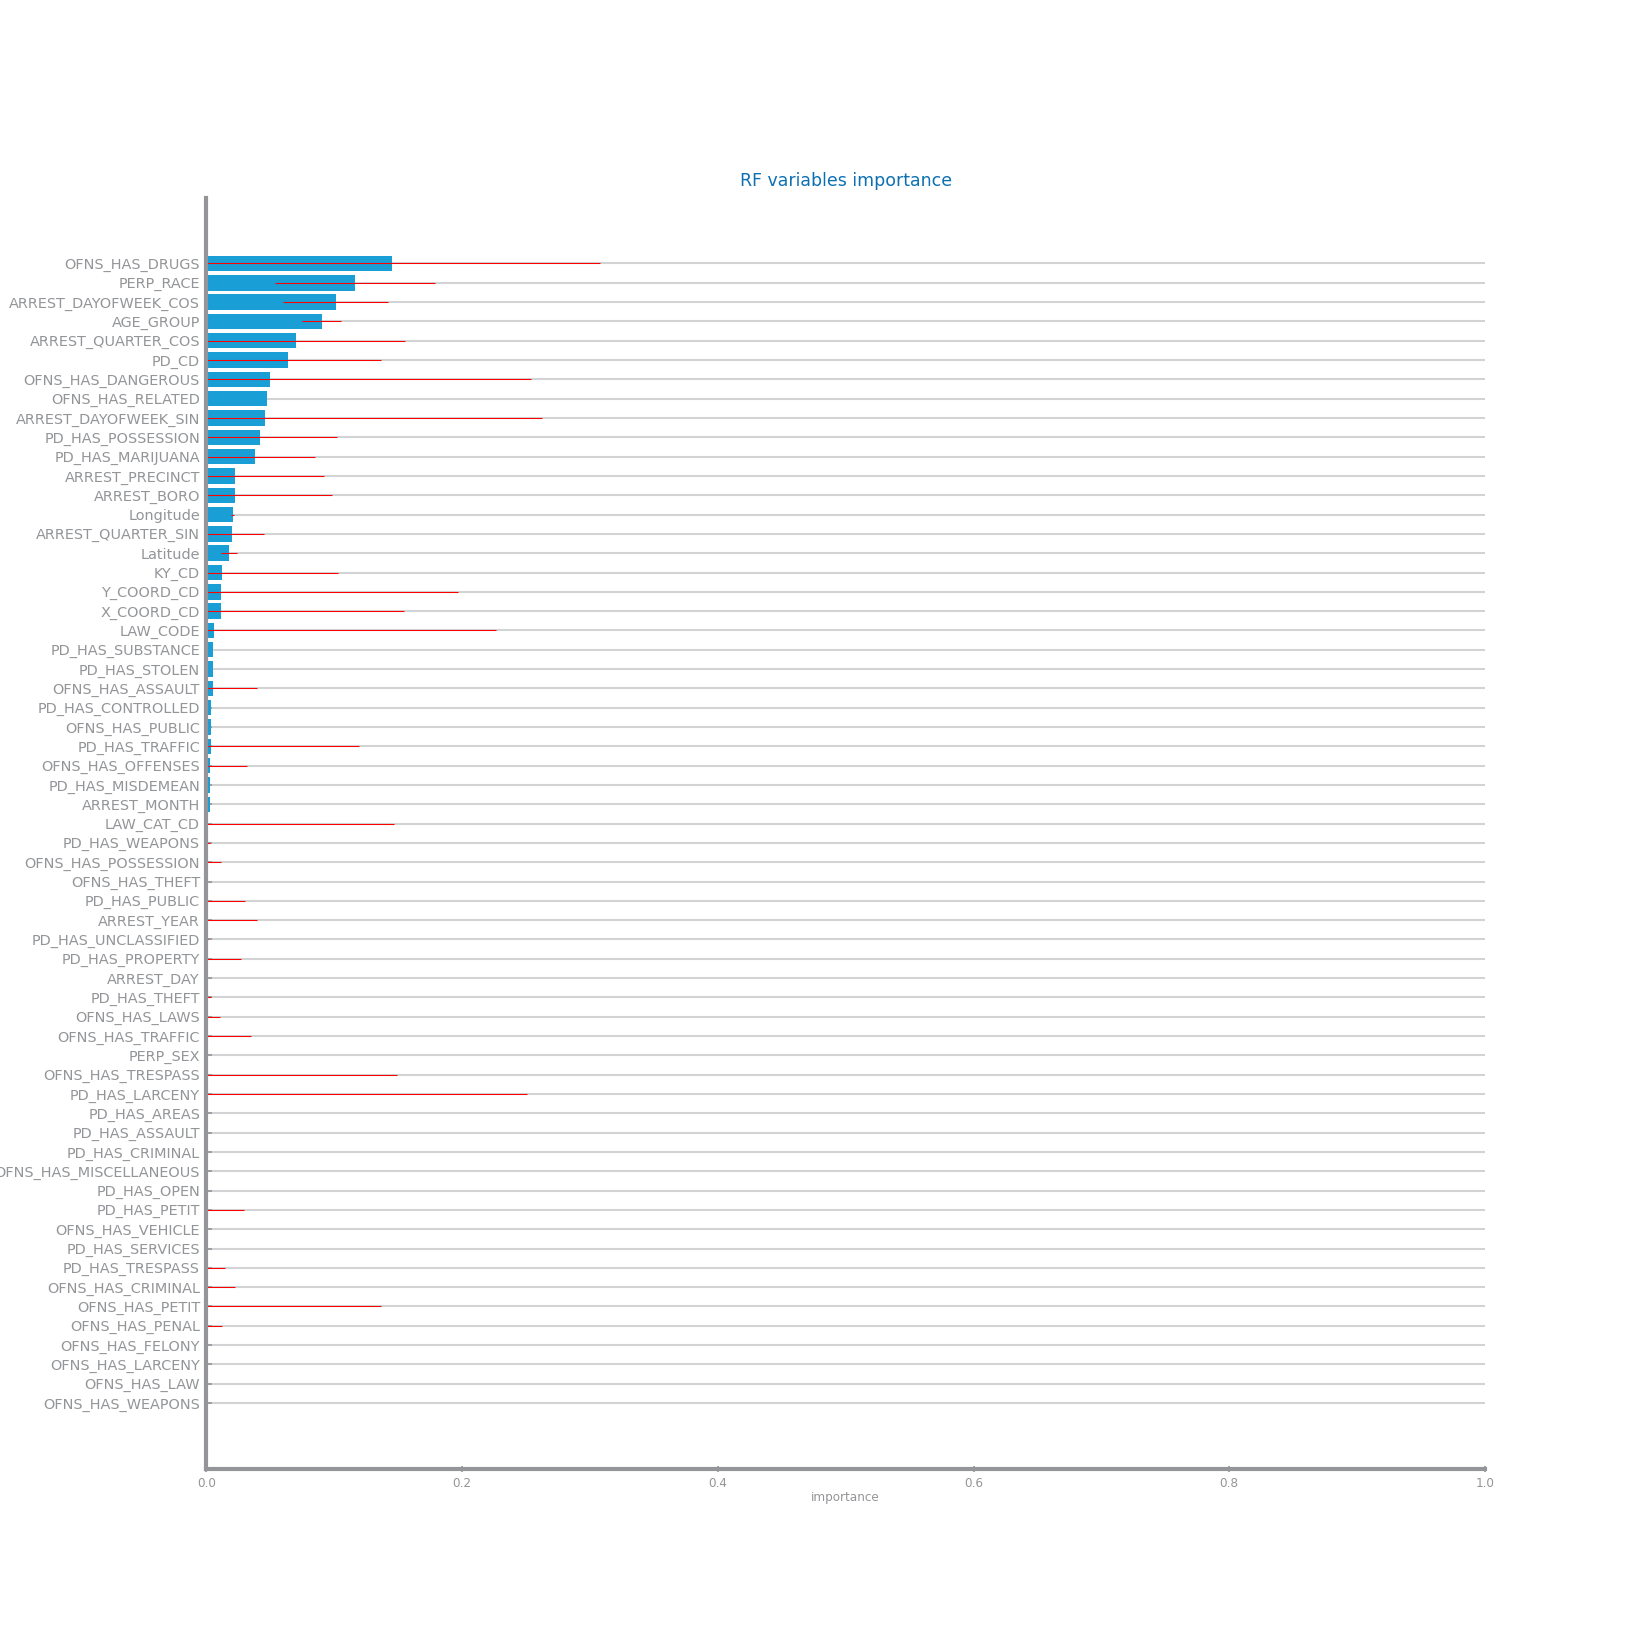 RF variables importance
OFNS_HAS_DRUGS
PERP_RACE
ARREST_DAYOFWEEK_COS
AGE_GROUP
ARREST_QUARTER_COS
PD_CD
OFNS_HAS_DANGEROUS
OFNS_HAS_RELATED
ARREST_DAYOFWEEK_SIN
PD_HAS_POSSESSION
PD_HAS_MARIJUANA
ARREST_PRECINCT
ARREST_BORO
Longitude
ARREST_QUARTER_SIN
Latitude
KY_CD
Y_COORD_CD
X_COORD_CD
LAW_CODE
PD_HAS_SUBSTANCE
PD_HAS_STOLEN
OFNS_HAS_ASSAULT
PD_HAS_CONTROLLED
OFNS_HAS_PUBLIC
PD_HAS_TRAFFIC
OFNS_HAS_OFFENSES
PD_HAS_MISDEMEAN
ARREST_MONTH
LAW_CAT_CD
PD_HAS_WEAPONS
OFNS_HAS_POSSESSION
OFNS_HAS_THEFT
PD_HAS_PUBLIC
ARREST_YEAR
PD_HAS_UNCLASSIFIED
PD_HAS_PROPERTY
ARREST_DAY
PD_HAS_THEFT
OFNS_HAS_LAWS
OFNS_HAS_TRAFFIC
PERP_SEX
OFNS_HAS_TRESPASS
PD_HAS_LARCENY
PD_HAS_AREAS
PD_HAS_ASSAULT
PD_HAS_CRIMINAL
OFNS_HAS_MISCELLANEOUS
PD_HAS_OPEN
PD_HAS_PETIT
OFNS_HAS_VEHICLE
PD_HAS_SERVICES
PD_HAS_TRESPASS
OFNS_HAS_CRIMINAL
OFNS_HAS_PETIT
OFNS_HAS_PENAL
OFNS_HAS_FELONY
OFNS_HAS_LARCENY
OFNS_HAS_LAW
OFNS_HAS_WEAPONS
0.0 0.2 0.4 0.6 0.8 1.0
importance